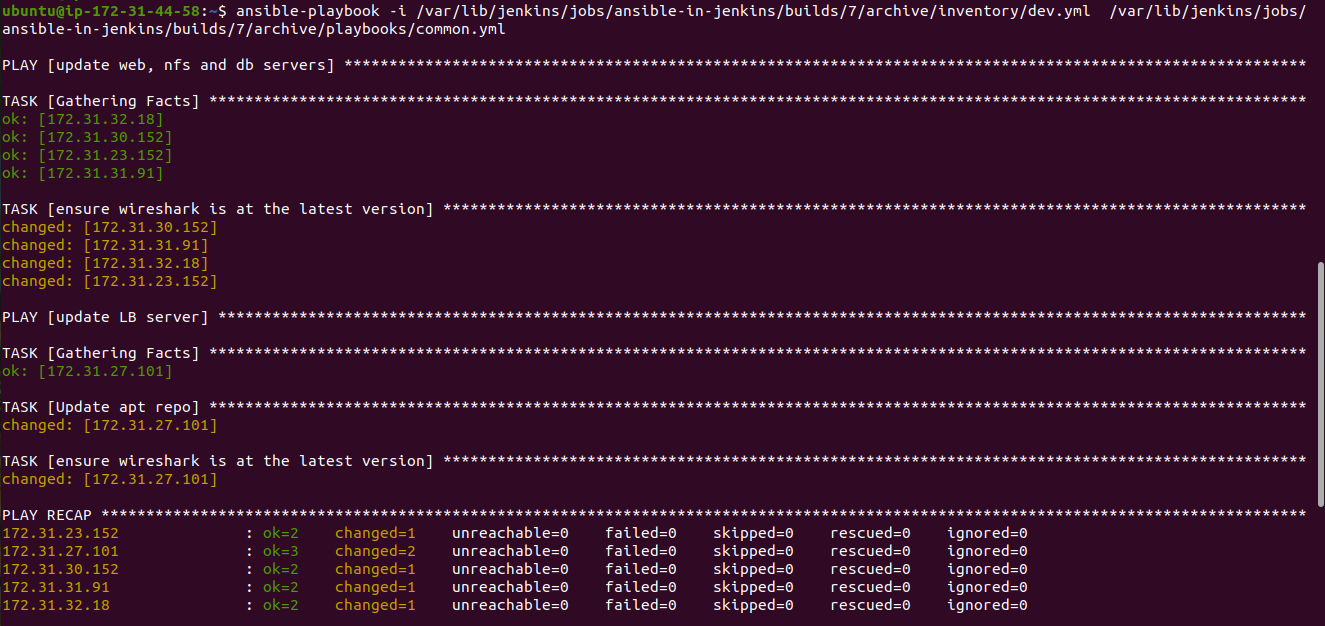 ubuntu@ip-172-31-44-58:~$ ansible-playbook -i /var/lib/jenkins/jobs/ansible-in-jenkins/builds/7/archive/inventory/dev.yml  /var/lib/jenkins/jobs/
ansible-in-jenkins/builds/7/archive/playbooks/common.yml
PLAY [update web, nfs and db servers] ***********************************************************************************************************
TASK [Gathering Facts] **************************************************************************************************************************
ok: [172.31.32.18]
ok: [172.31.30.152]
ok: [172.31.23.152]
ok: [172.31.31.91]
TASK [ensure wireshark is at the latest version] ************************************************************************************************
changed: [172.31.30.152]
changed: [172.31.31.91]
changed: [172.31.32.18]
changed: [172.31.23.152]
PLAY [update LB server] *************************************************************************************************************************
TASK [Gathering Facts] **************************************************************************************************************************
ok: [172.31.27.101]
TASK [Update apt repo] **************************************************************************************************************************
changed: [172.31.27.101]
TASK [ensure wireshark is at the latest version] ************************************************************************************************
changed: [172.31.27.101]
PLAY RECAP **************************************************************************************************************************************
172.31.23.152              : ok=2    changed=1    unreachable=0    failed=0    skipped=0    rescued=0    ignored=0
172.31.27.101              : ok=3    changed=2    unreachable=0    failed=0    skipped=0    rescued=0    ignored=0
172.31.30.152              : ok=2    changed=1    unreachable=0    failed=0    skipped=0    rescued=0    ignored=0
172.31.31.91               : ok=2    changed=1    unreachable=0    failed=0    skipped=0    rescued=0    ignored=0
172.31.32.18               : ok=2    changed=1    unreachable=0    failed=0    skipped=0    rescued=0    ignored=0